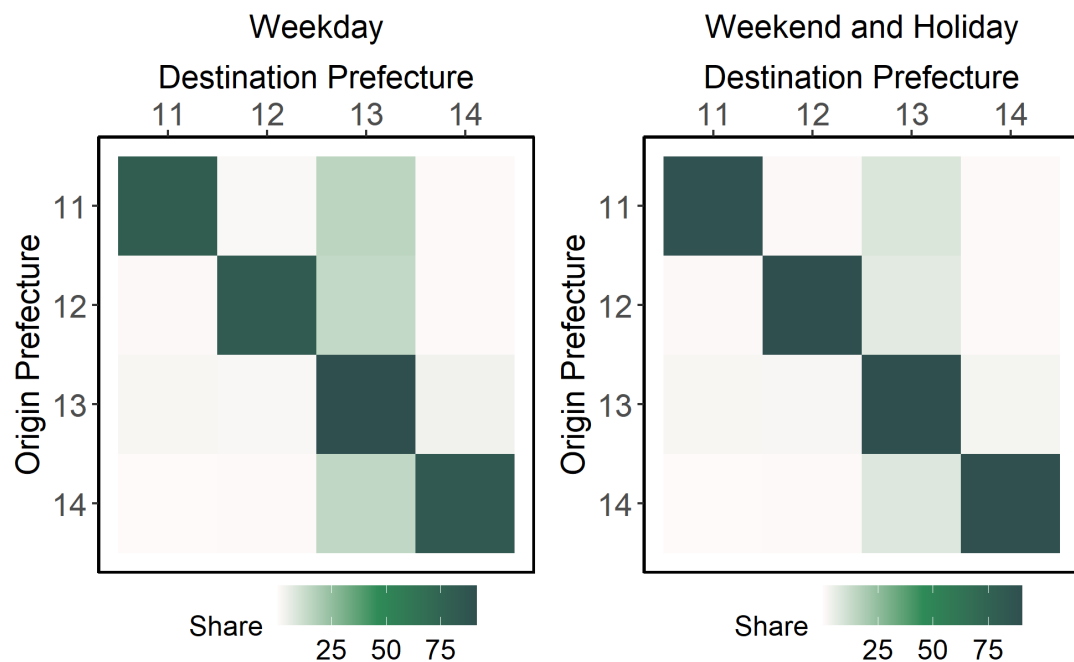 Weekday
Destination Prefecture
11 12 13 14
Origin Prefecture
11
12
13
14
Share
25 50 75
Weekend and Holiday
Destination Prefecture
11 12 13 14
Origin Prefecture
11
12
13
14
Share
25 50 75